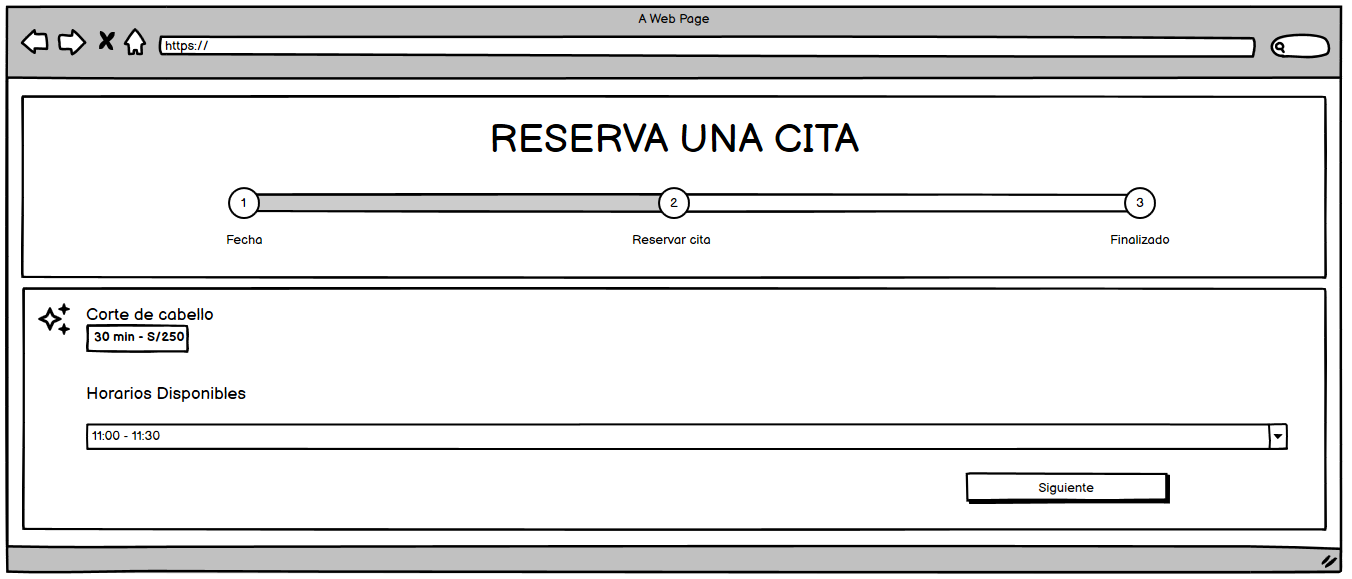 A Web Page
https://
RESERVA UNA CITA
1
2
3
Fecha
Reservar cita
Finalizado
Corte de cabello
30 min - S/250
Horarios Disponibles
11:00 - 11:30
Siguiente